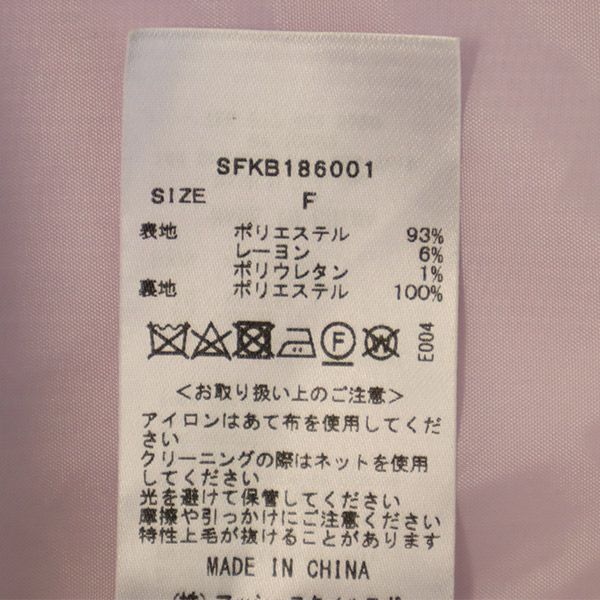 SFKB186001
SIZE F
表地 ポリエステル 93%
レーヨン 6%
ポリウレタン 1%
裏地 ポリエステル 100%
F
W
E004
<お取り扱い上のご注意>
アイロンはあて布を使用してくだ
さい
クリーニングの際はネットを使用
してください
光を避けて保管してください
摩擦や引っかけにご注意ください
特性上毛が抜けることがあります
MADE IN CHINA